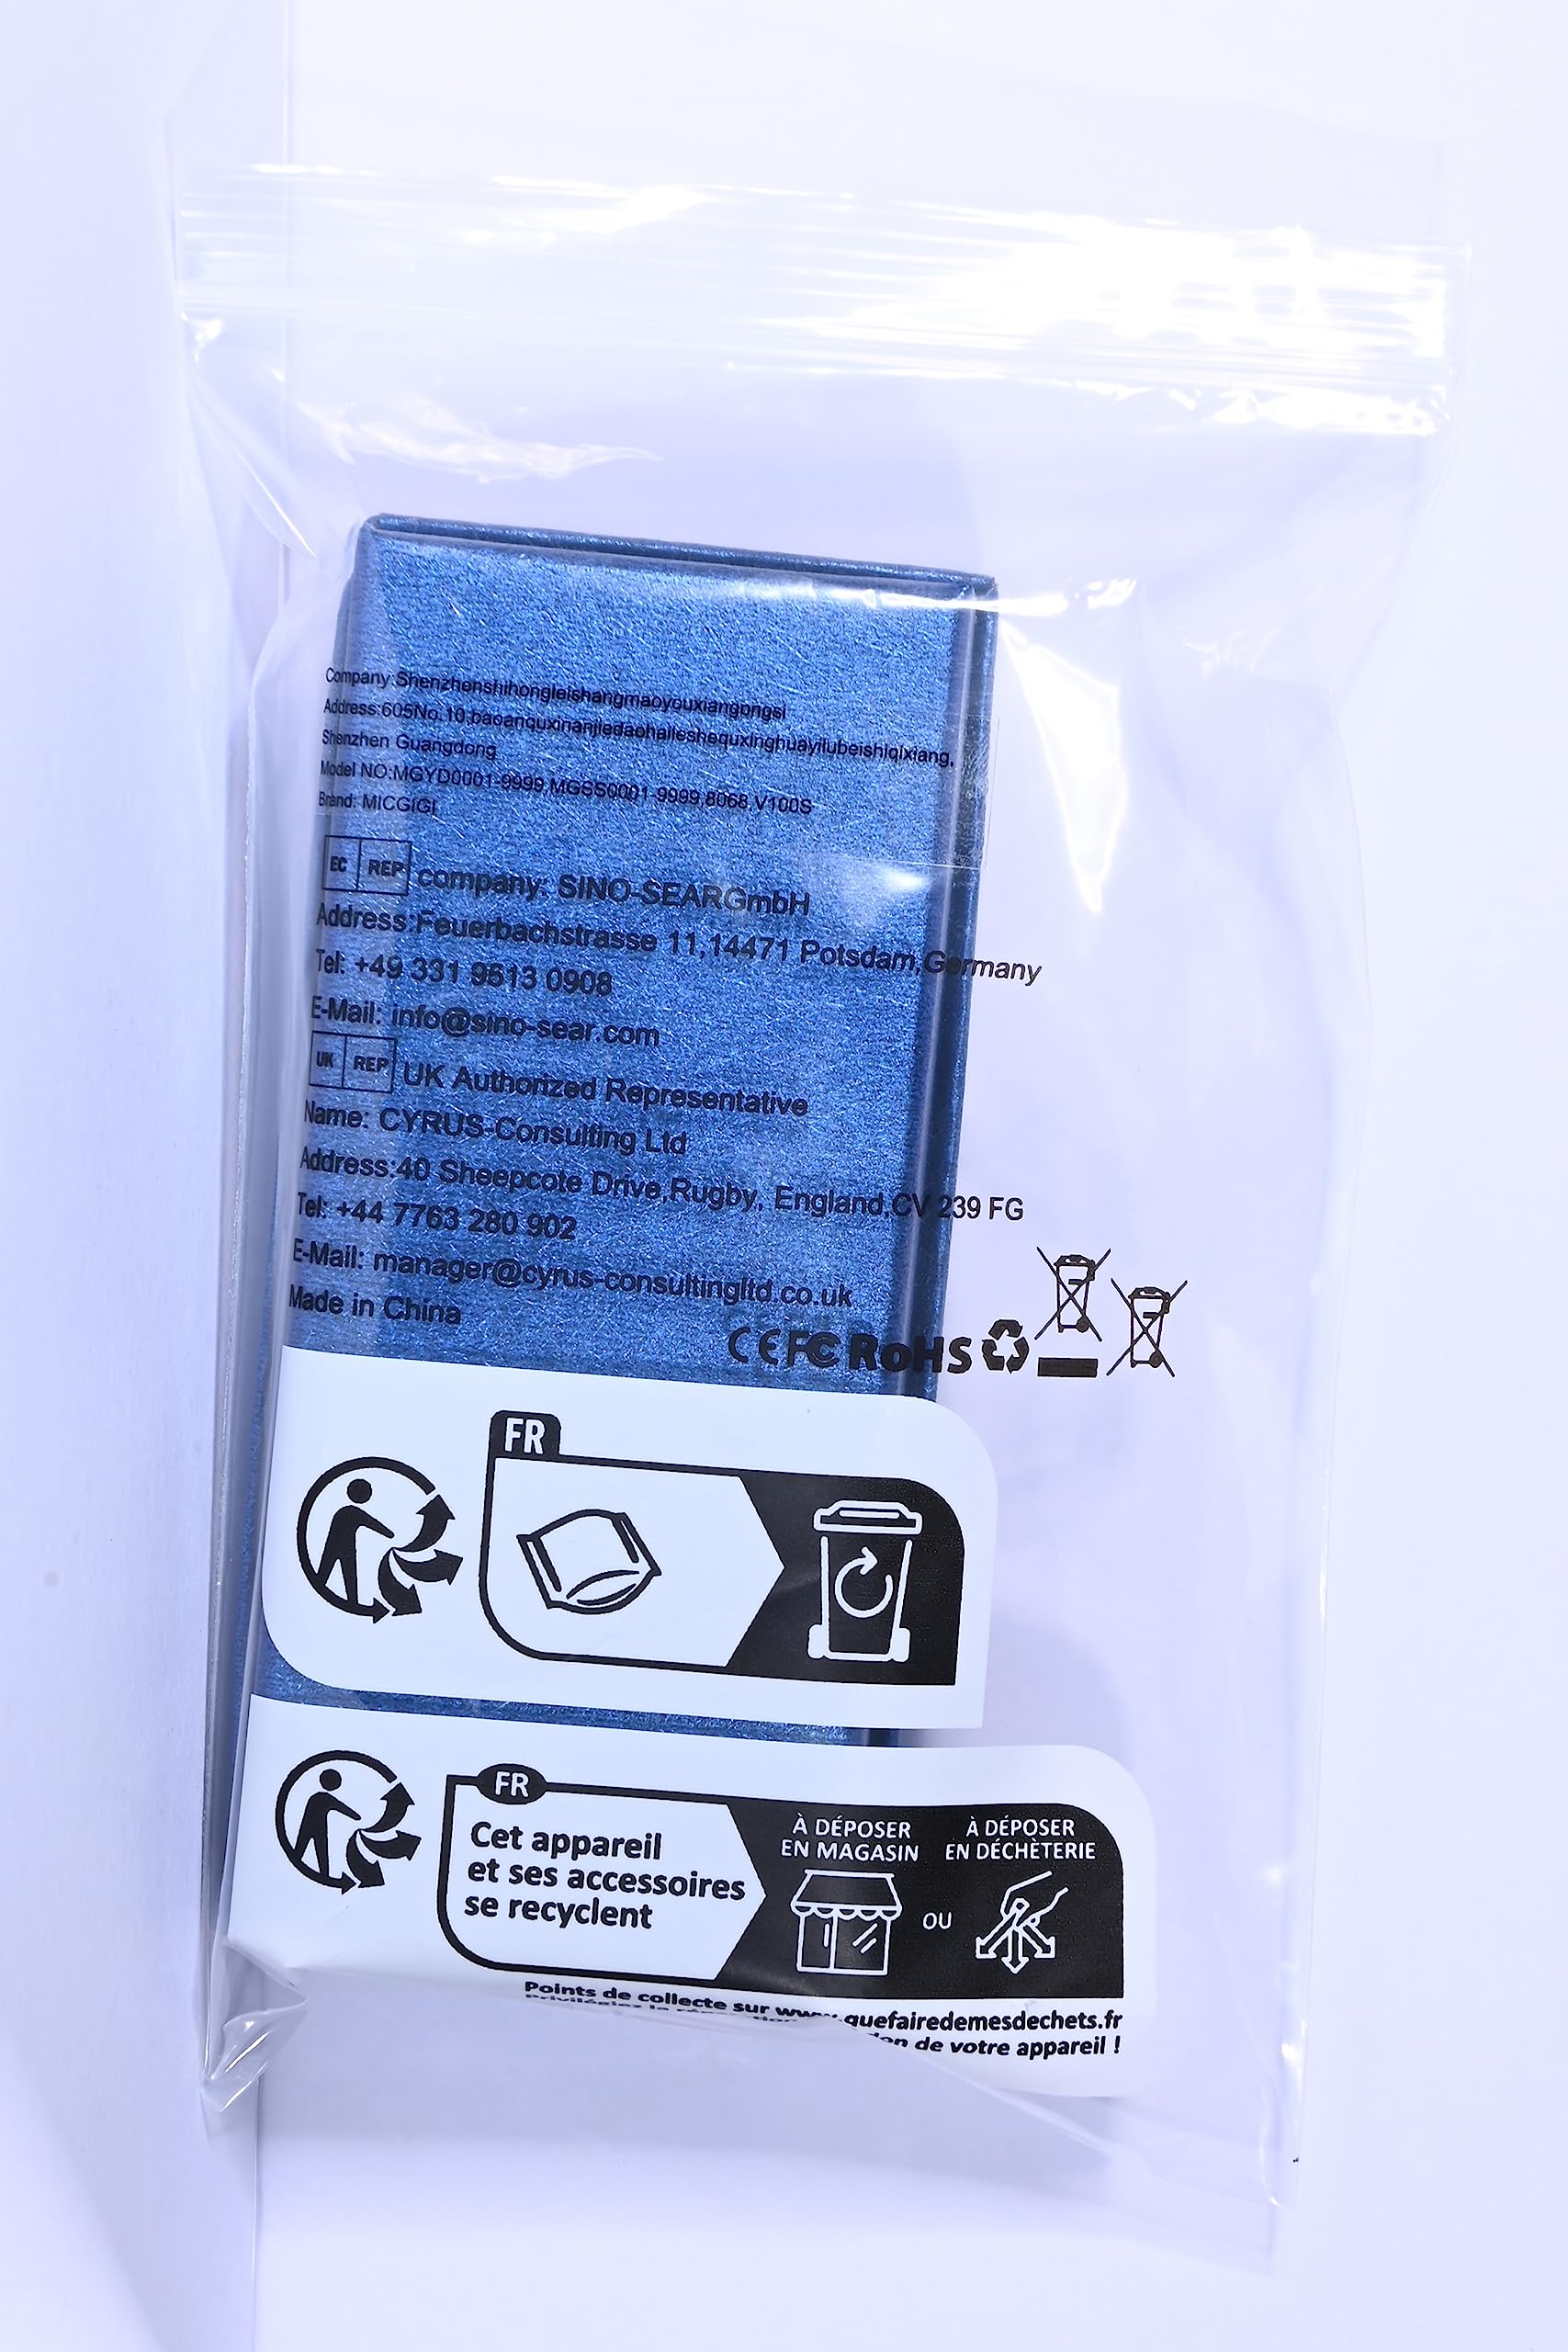 Company:Shenzhenshihongleishangmaoyouxiangongsi
Address:605No.10,baoanquxinanjiedaohaileshequxinghuayilubeishiqixiang,
Shenzhen Guangdong
Model NO:MGYD0001-9999,MGSS0001-9999,8068,V100S
Brand: MICGIGI
EC REP company: SINO-SEARGmbH
Address:Feuerbachstrasse 11,14471 Potsdam,Germany
Tel: +49 331 9513 0908
E-Mail: info@sino-sear.com
UK REP UK Authorized Representative
Name: CYRUS-Consulting Ltd
Address:40 Sheepcote Drive,Rugby, England,CV 239 FG
Tel: +44 7763 280 902
E-Mail: manager@cyrus-consultingltd.co.uk
Made in China
CE FC RoHS
FR
FR
Cet appareil
et ses accessoires
se recyclent
À DÉPOSER
EN MAGASIN
OU
À DÉPOSER
EN DÉCHÈTERIE
Points de collecte sur www.quefairedemesdechets.fr
de votre appareil !